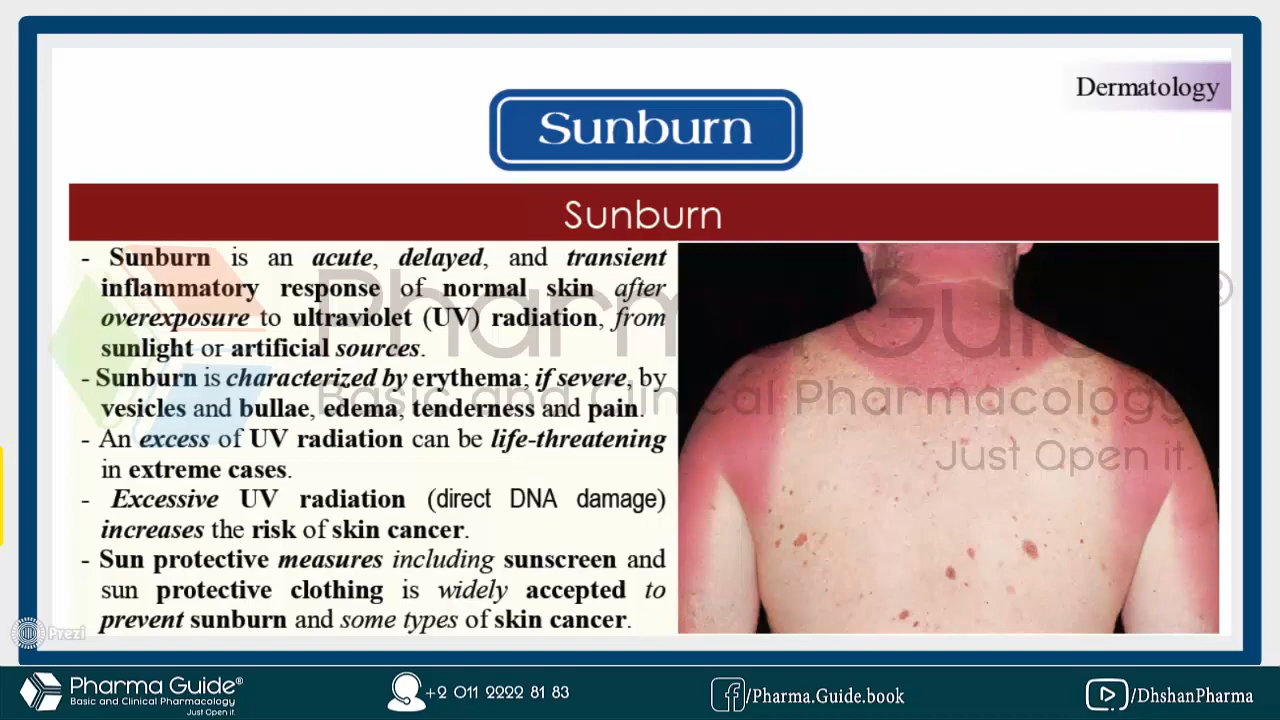 Dermatology
Sunburn
Sunburn
- Sunburn is an acute, delayed, and transient
inflammatory response of normal skin after
overexposure to ultraviolet (UV) radiation, from
sunlight or artificial sources.
- Sunburn is characterized by erythema; if severe, by
vesicles and bullae, edema, tenderness and pain.
- An excess of UV radiation can be life-threatening
in extreme cases.
- Excessive UV radiation (direct DNA damage)
increases the risk of skin cancer.
- Sun protective measures including sunscreen and
sun protective clothing is widely accepted to
prevent sunburn and some types of skin cancer.
Pharma Guide®
Basic and Clinical Pharmacology
Just Open it.
Prezi
Pharma Guide®
Basic and Clinical Pharmacology
Just Open it.
+2 011 2222 81 83
/Pharma.Guide.book
/DhshanPharma